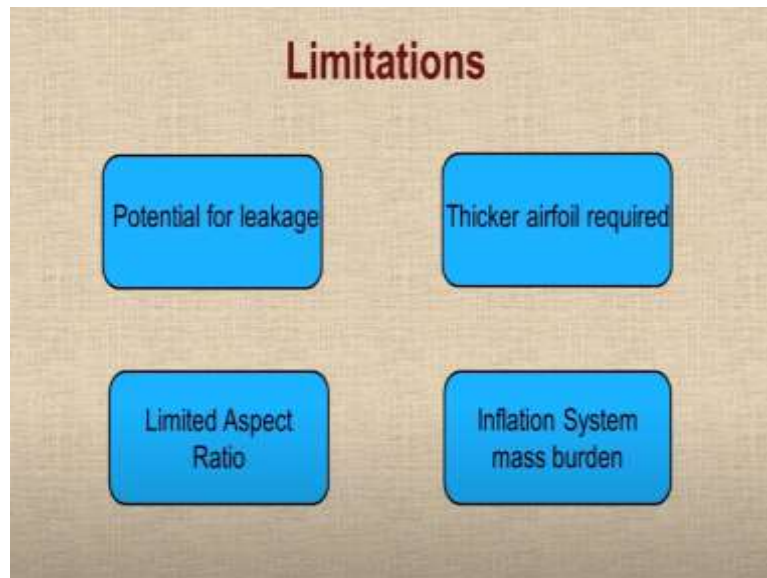 Limitations
Potential for leakage
Thicker airfoil required
Limited Aspect
Ratio
Inflation System
mass burden